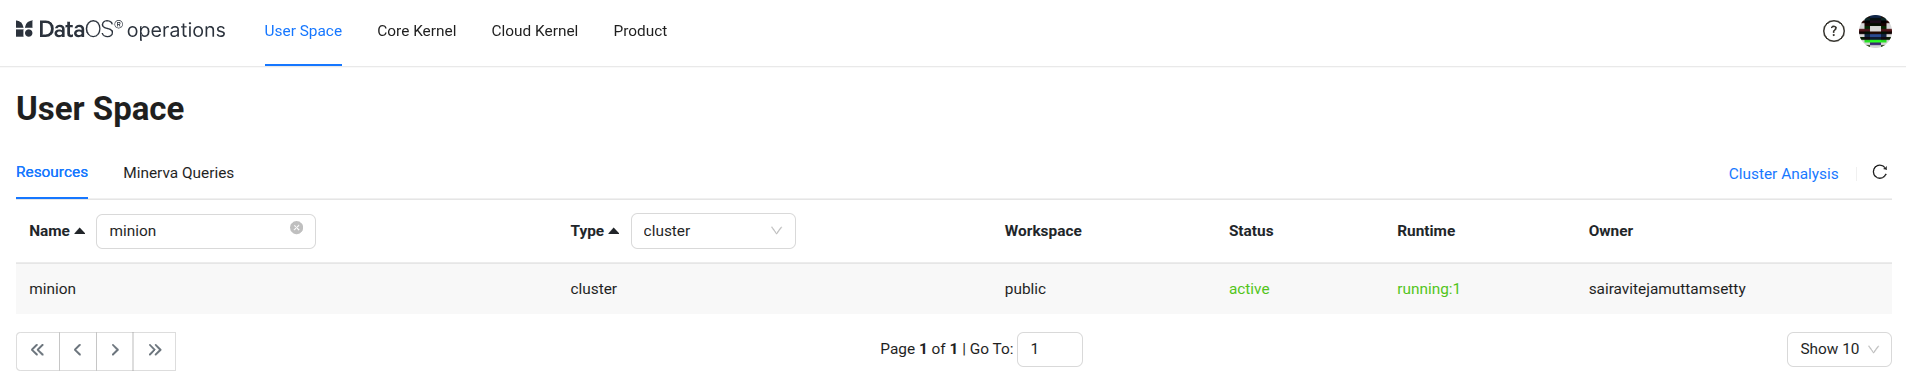 DataOS® operations User Space Core Kernel Cloud Kernel Product ?
User Space
Resources Minerva Queries Cluster Analysis
Name minion Type cluster Workspace Status Runtime Owner
minion cluster public active running:1 sairavitejamuttamsetty
Page 1 of 1 | Go To: 1 Show 10